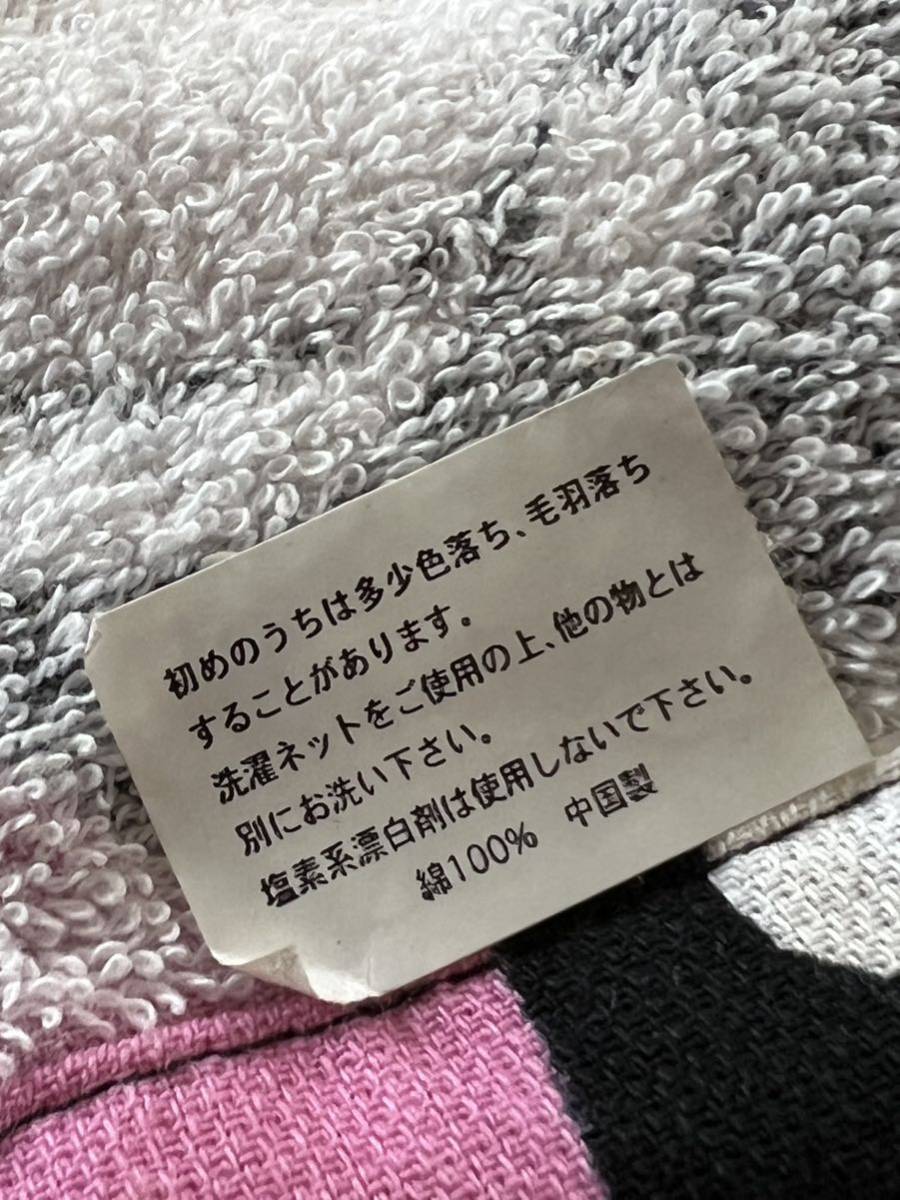 初めのうちは多少色落ち、毛羽落ち
することがあります。
洗濯ネットをご使用の上、他の物とは
別にお洗い下さい。
塩素系漂白剤は使用しないで下さい。
綿100% 中国製